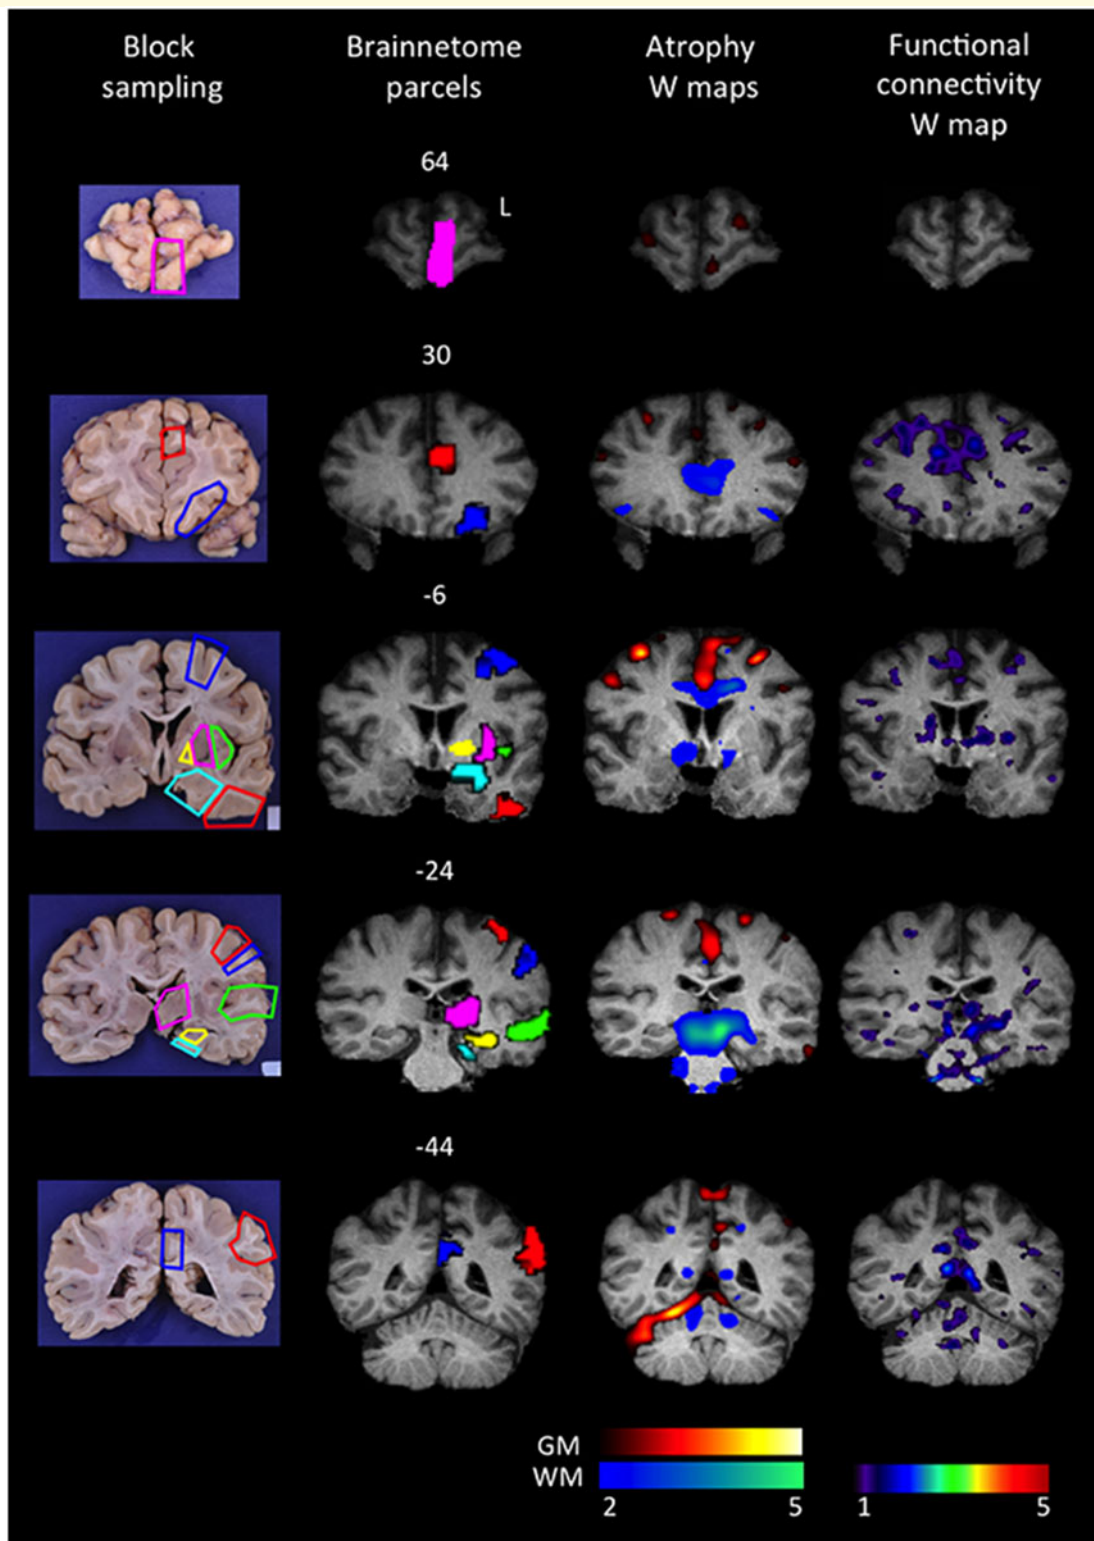 Block
sampling
Brainnetome
parcels
Atrophy
W maps
Functional
connectivity
W map
64
L
30
-6
-24
-44
GM
WM
2 5
1 5